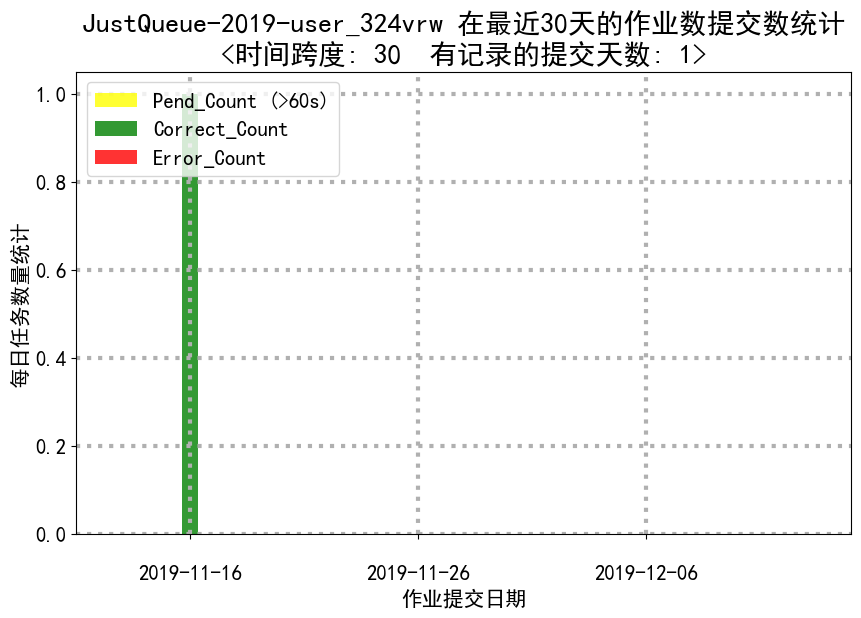 JustQueue-2019-user_324vrw 在最近30天的作业数提交数统计
<时间跨度: 30  有记录的提交天数: 1>
Pend_Count (>60s)
Correct_Count
Error_Count
1.0
0.8
0.6
0.4
0.2
0.0
每日任务数量统计
2019-11-16
2019-11-26
2019-12-06
作业提交日期